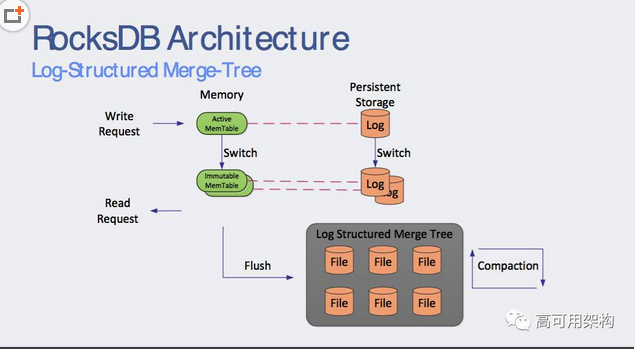 RocksDB Architecture
Log-Structured Merge-Tree
Memory
Persistent
Storage
Write
Request
Active
MemTable
Log
Switch
Switch
Immutable
MemTable
Log
Log
Read
Request
Log Structured Merge Tree
File
File
File
Flush
Compaction
File
File
File
高可用架构